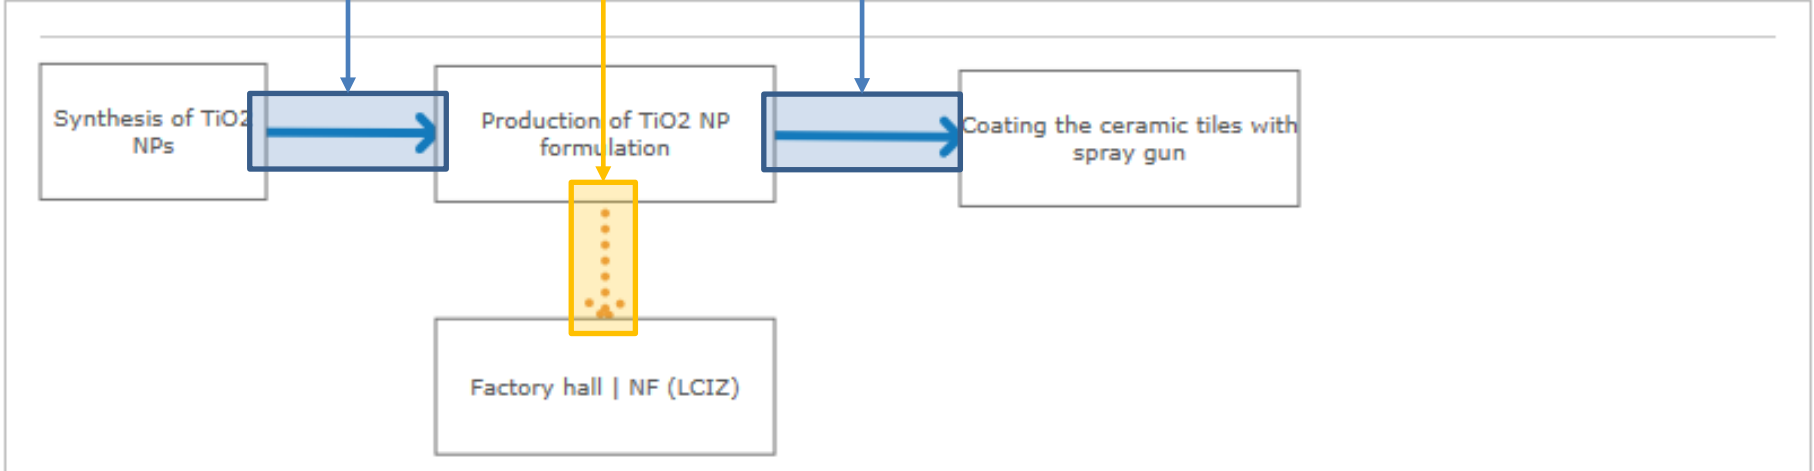 Synthesis of TiO2
NPs
Production of TiO2 NP
formulation
Coating the ceramic tiles with
spray gun
Factory hall | NF (LCIZ)